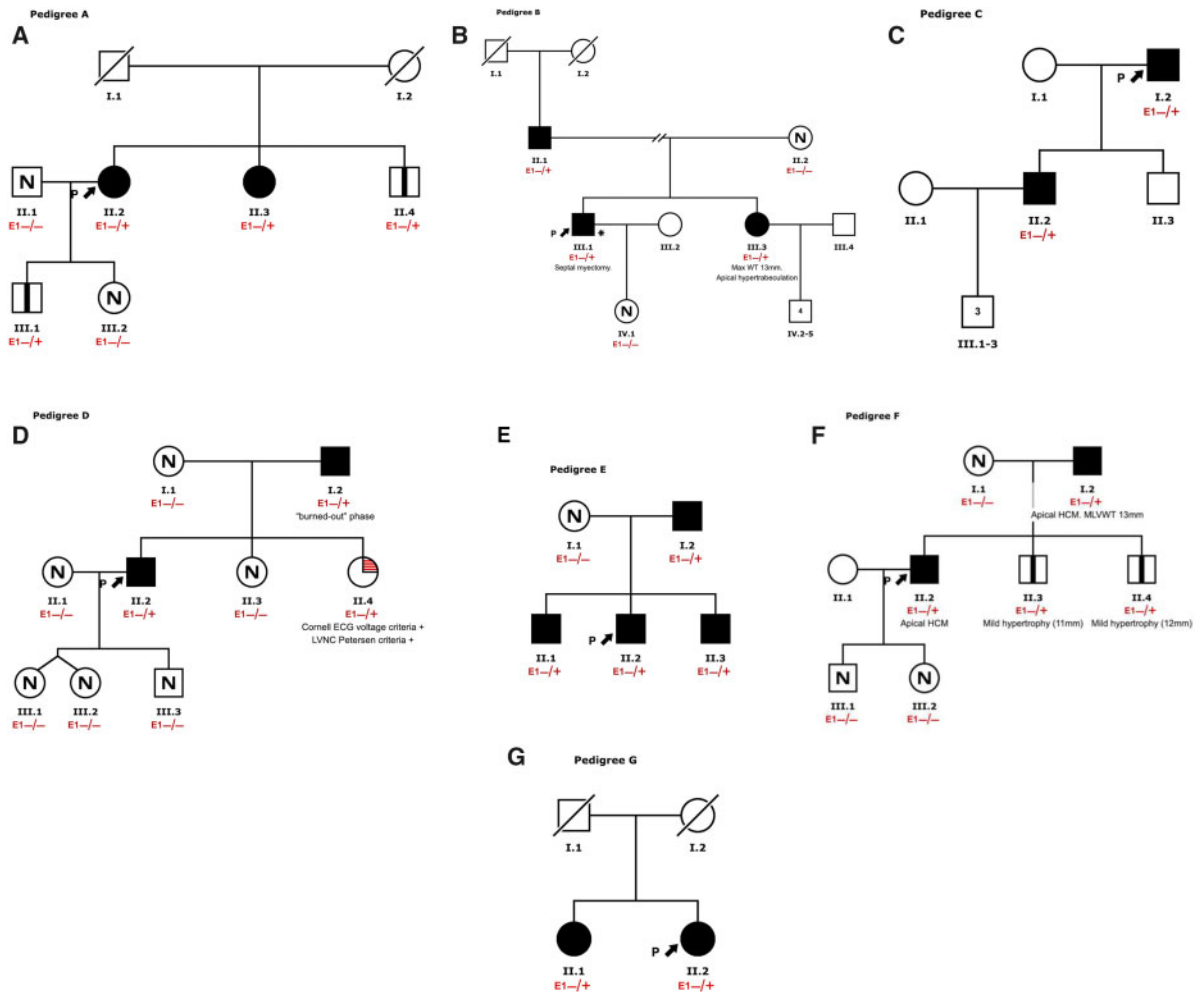 Pedigree A
A
I.1
I.2
N
P
II.1
E1—/—
II.2
E1—/+
II.3
E1—/+
II.4
E1—/+
N
III.1
E1—/+
III.2
E1—/—
Pedigree B
B
I.1
I.2
N
II.1
E1—/+
II.2
E1—/—
P
*
III.1
E1—/+
Septal myectomy.
III.2
III.3
E1—/+
Max WT 13mm.
Apical hypertrabeculation
III.4
N
IV.1
E1—/—
4
IV.2-5
C
Pedigree C
I.1
P
I.2
E1—/+
II.1
II.2
E1—/+
II.3
3
III.1-3
Pedigree D
D
N
I.1
E1—/—
I.2
E1—/+
"burned-out" phase
N
P
N
II.1
E1—/—
II.2
E1—/+
II.3
E1—/—
II.4
E1—/+
Cornell ECG voltage criteria +
LVNC Petersen criteria +
N
N
N
III.1
E1—/—
III.2
E1—/—
III.3
E1—/—
E
Pedigree E
N
I.1
E1—/—
I.2
E1—/+
P
II.1
E1—/+
II.2
E1—/+
II.3
E1—/+
Pedigree F
F
N
I.1
E1—/—
I.2
E1—/+
Apical HCM. MLVWT 13mm
P
II.1
II.2
E1—/+
Apical HCM
II.3
E1—/+
Mild hypertrophy (11mm)
II.4
E1—/+
Mild hypertrophy (12mm)
N
N
III.1
E1—/—
III.2
E1—/—
G
Pedigree G
I.1
I.2
P
II.1
E1—/+
II.2
E1—/+